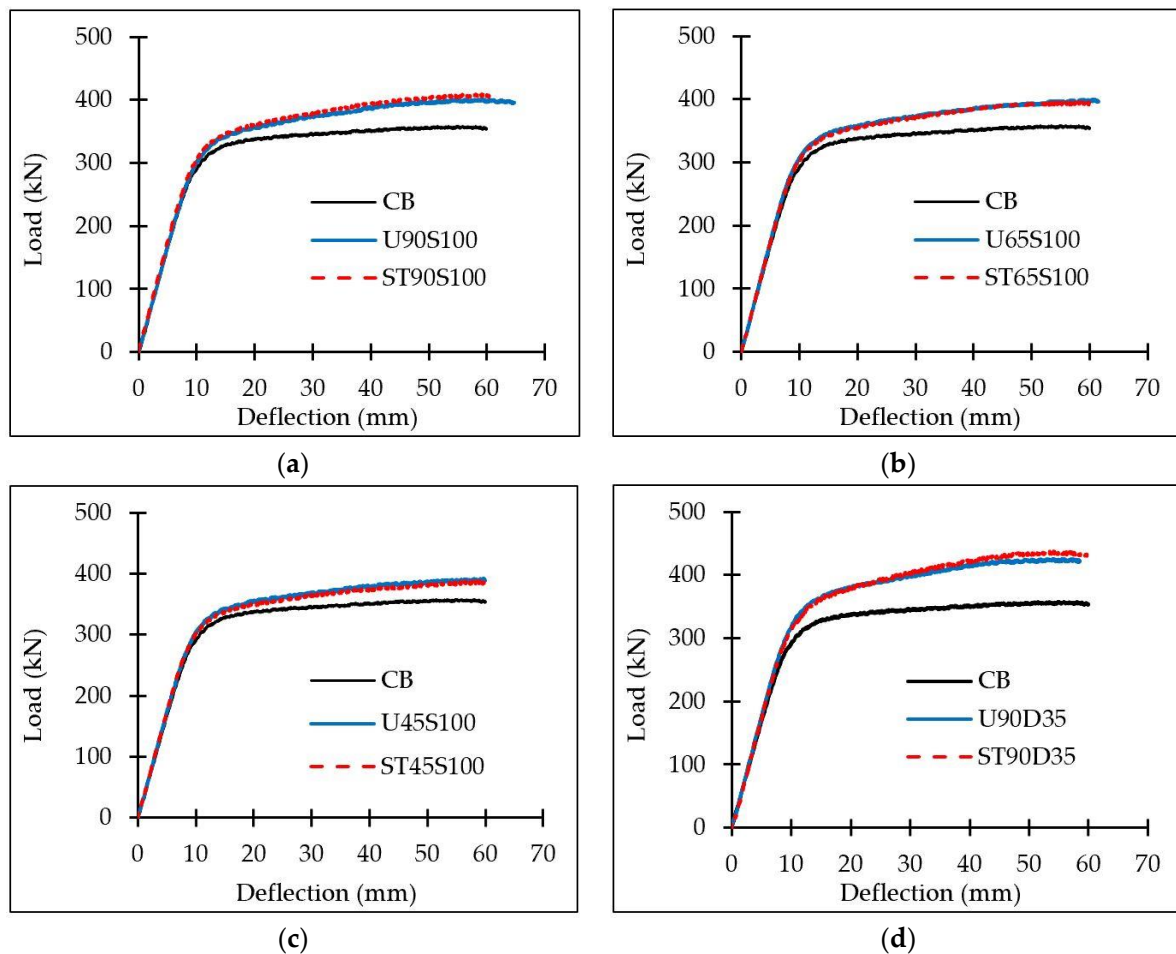 500
400
300
200
100
0
Load (kN)
CB
U90S100
ST90S100
0 10 20 30 40 50 60 70
Deflection (mm)
(a)
500
400
300
200
100
0
Load (kN)
CB
U65S100
ST65S100
0 10 20 30 40 50 60 70
Deflection (mm)
(b)
500
400
300
200
100
0
Load (kN)
CB
U45S100
ST45S100
0 10 20 30 40 50 60 70
Deflection (mm)
(c)
500
400
300
200
100
0
Load (kN)
CB
U90D35
ST90D35
0 10 20 30 40 50 60 70
Deflection (mm)
(d)